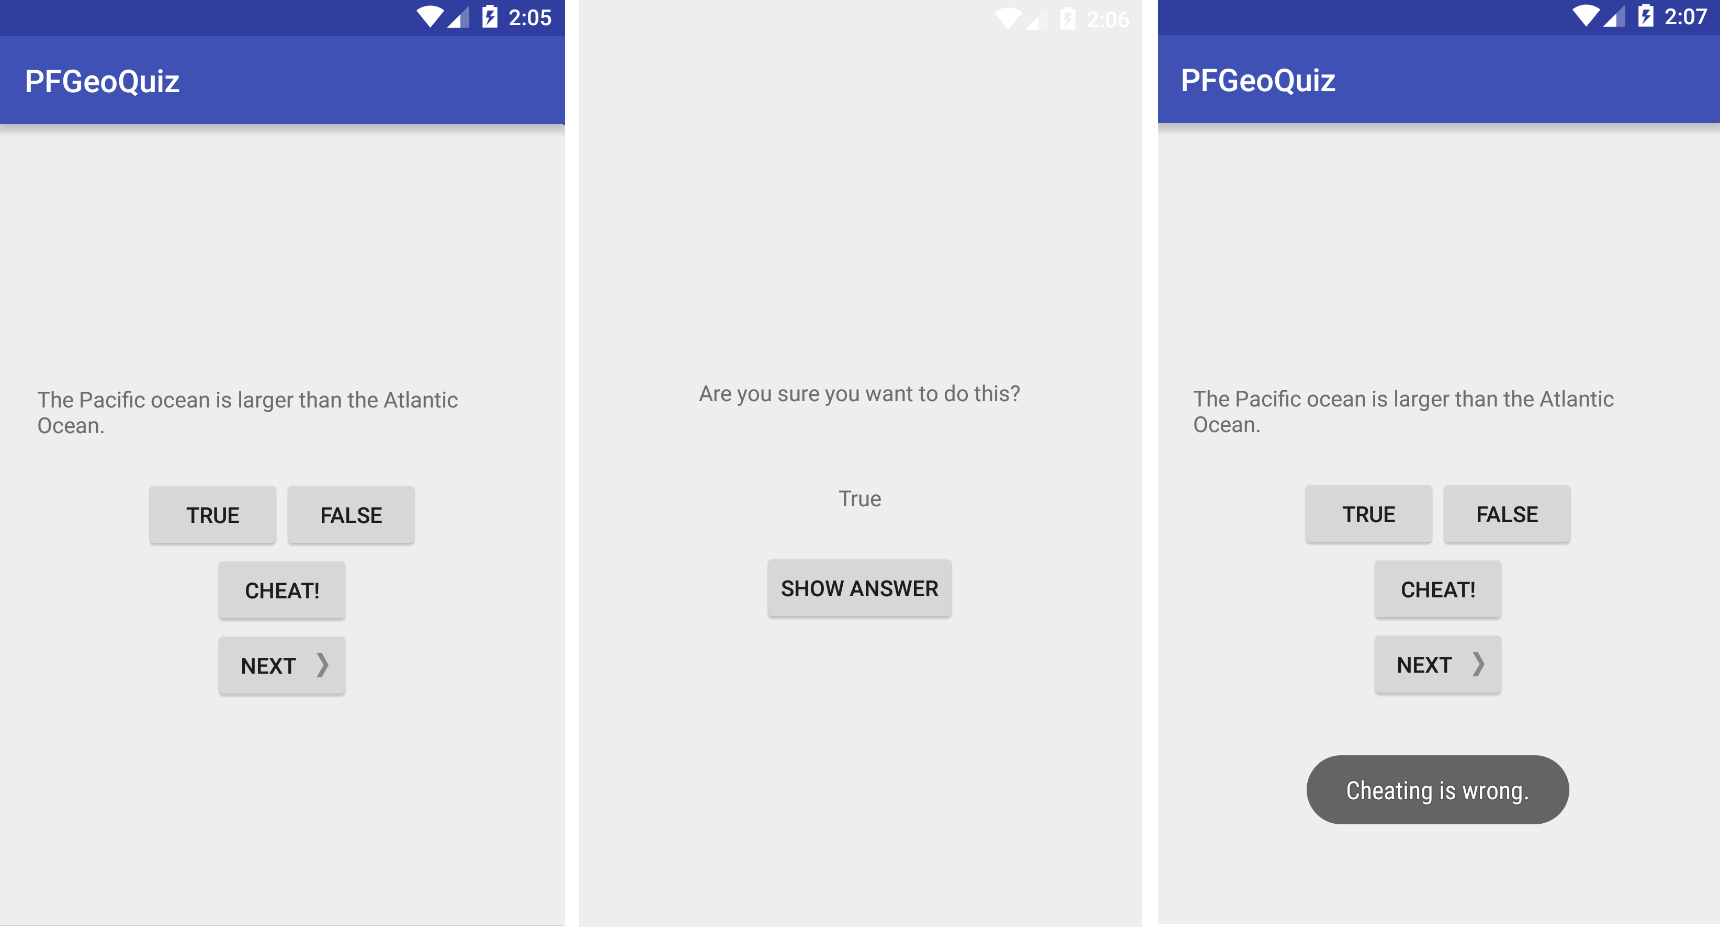 2:05
PFGeoQuiz
The Pacific ocean is larger than the Atlantic
Ocean.
TRUE FALSE
CHEAT!
NEXT
2:06
Are you sure you want to do this?
True
SHOW ANSWER
2:07
PFGeoQuiz
The Pacific ocean is larger than the Atlantic
Ocean.
TRUE FALSE
CHEAT!
NEXT
Cheating is wrong.